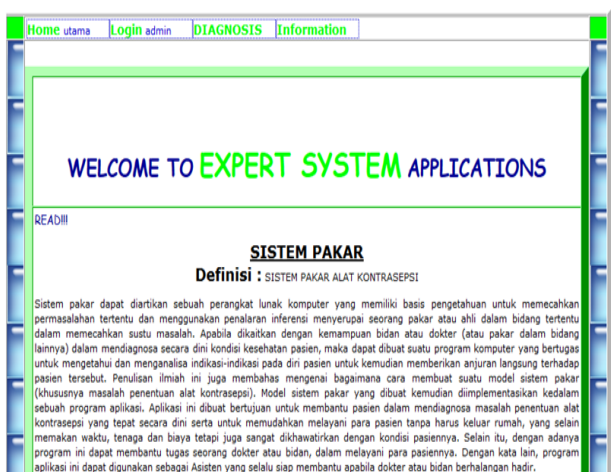 Home utama Login admin DIAGNOSIS Information
WELCOME TO EXPERT SYSTEM APPLICATIONS
READ!!!
SISTEM PAKAR
Definisi : SISTEM PAKAR ALAT KONTRASEPSI
Sistem pakar dapat diartikan sebuah perangkat lunak komputer yang memiliki basis pengetahuan untuk memecahkan
permasalahan tertentu dan menggunakan penalaran inferensi menyerupai seorang pakar atau ahli dalam bidang tertentu
dalam memecahkan sustu masalah. Apabila dikaitkan dengan kemampuan bidan atau dokter (atau pakar dalam bidang
lainnya) dalam mendiagnosa secara dini kondisi kesehatan pasien, maka dapat dibuat suatu program komputer yang bertugas
untuk mengetahui dan menganalisa indikasi-indikasi pada diri pasien untuk kemudian memberikan anjuran langsung terhadap
pasien tersebut. Penulisan ilmiah ini juga membahas mengenai bagaimana cara membuat suatu model sistem pakar
(khususnya masalah penentuan alat kontrasepsi). Model sistem pakar yang dibuat kemudian diimplementasikan kedalam
sebuah program aplikasi. Aplikasi ini dibuat bertujuan untuk membantu pasien dalam mendiagnosa masalah penentuan alat
kontrasepsi yang tepat secara dini serta untuk memudahkan melayani para pasien tanpa harus keluar rumah, yang selain
memakan waktu, tenaga dan biaya tetapi juga sangat dikhawatirkan dengan kondisi pasiennya. Selain itu, dengan adanya
program ini dapat membantu tugas seorang dokter atau bidan, dalam melayani para pasiennya. Dengan kata lain, program
aplikasi ini dapat digunakan sebagai Asisten yang selalu siap membantu apabila dokter atau bidan berhalangan hadir.